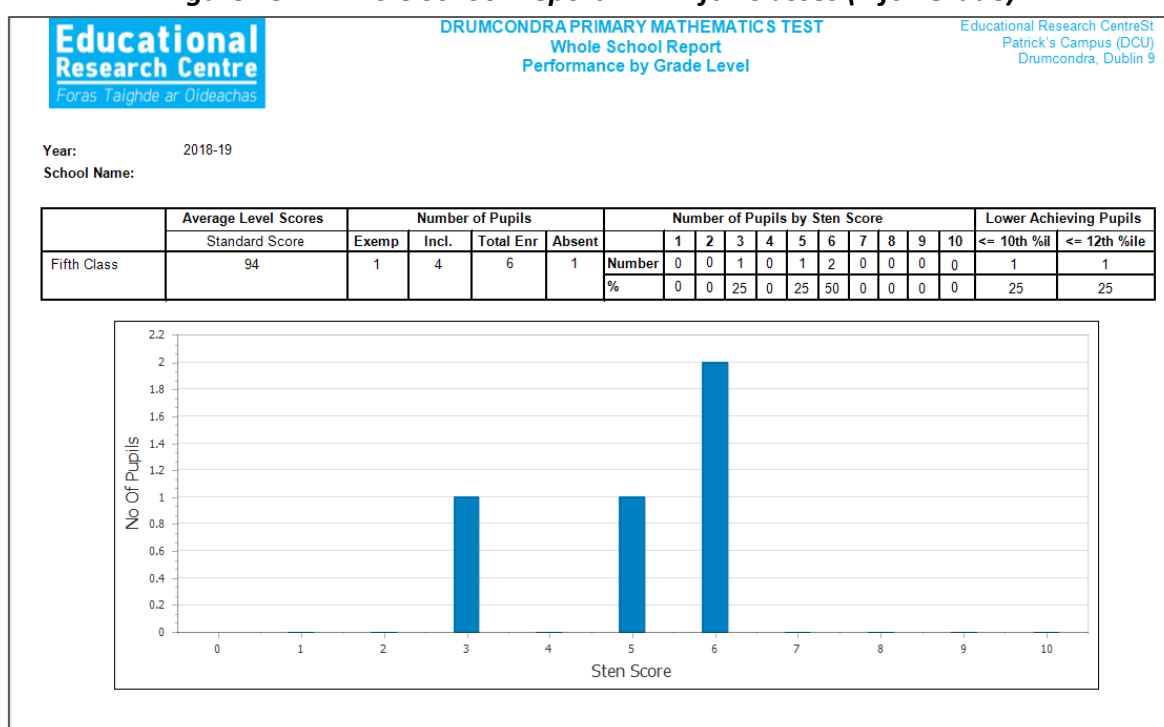 Educational
Research Centre
Foras Taighde ar Oideachas
DRUMCONDRA PRIMARY MATHEMATICS TEST
Whole School Report
Performance by Grade Level
Educational Research CentreSt
Patrick's Campus (DCU)
Drumcondra, Dublin 9
Year: 2018-19
School Name:
Average Level Scores Number of Pupils Number of Pupils by Sten Score Lower Achieving Pupils
Standard Score Exemp Incl. Total Enr Absent 1 2 3 4 5 6 7 8 9 10 <= 10th %il <= 12th %ile
Fifth Class 94 1 4 6 1 Number 0 0 1 0 1 2 0 0 0 0 1 1
% 0 0 25 0 25 50 0 0 0 0 25 25
2.2
2
1.8
1.6
1.4
1.2
1
0.8
0.6
0.4
0.2
0
No Of Pupils
0 1 2 3 4 5 6 7 8 9 10
Sten Score